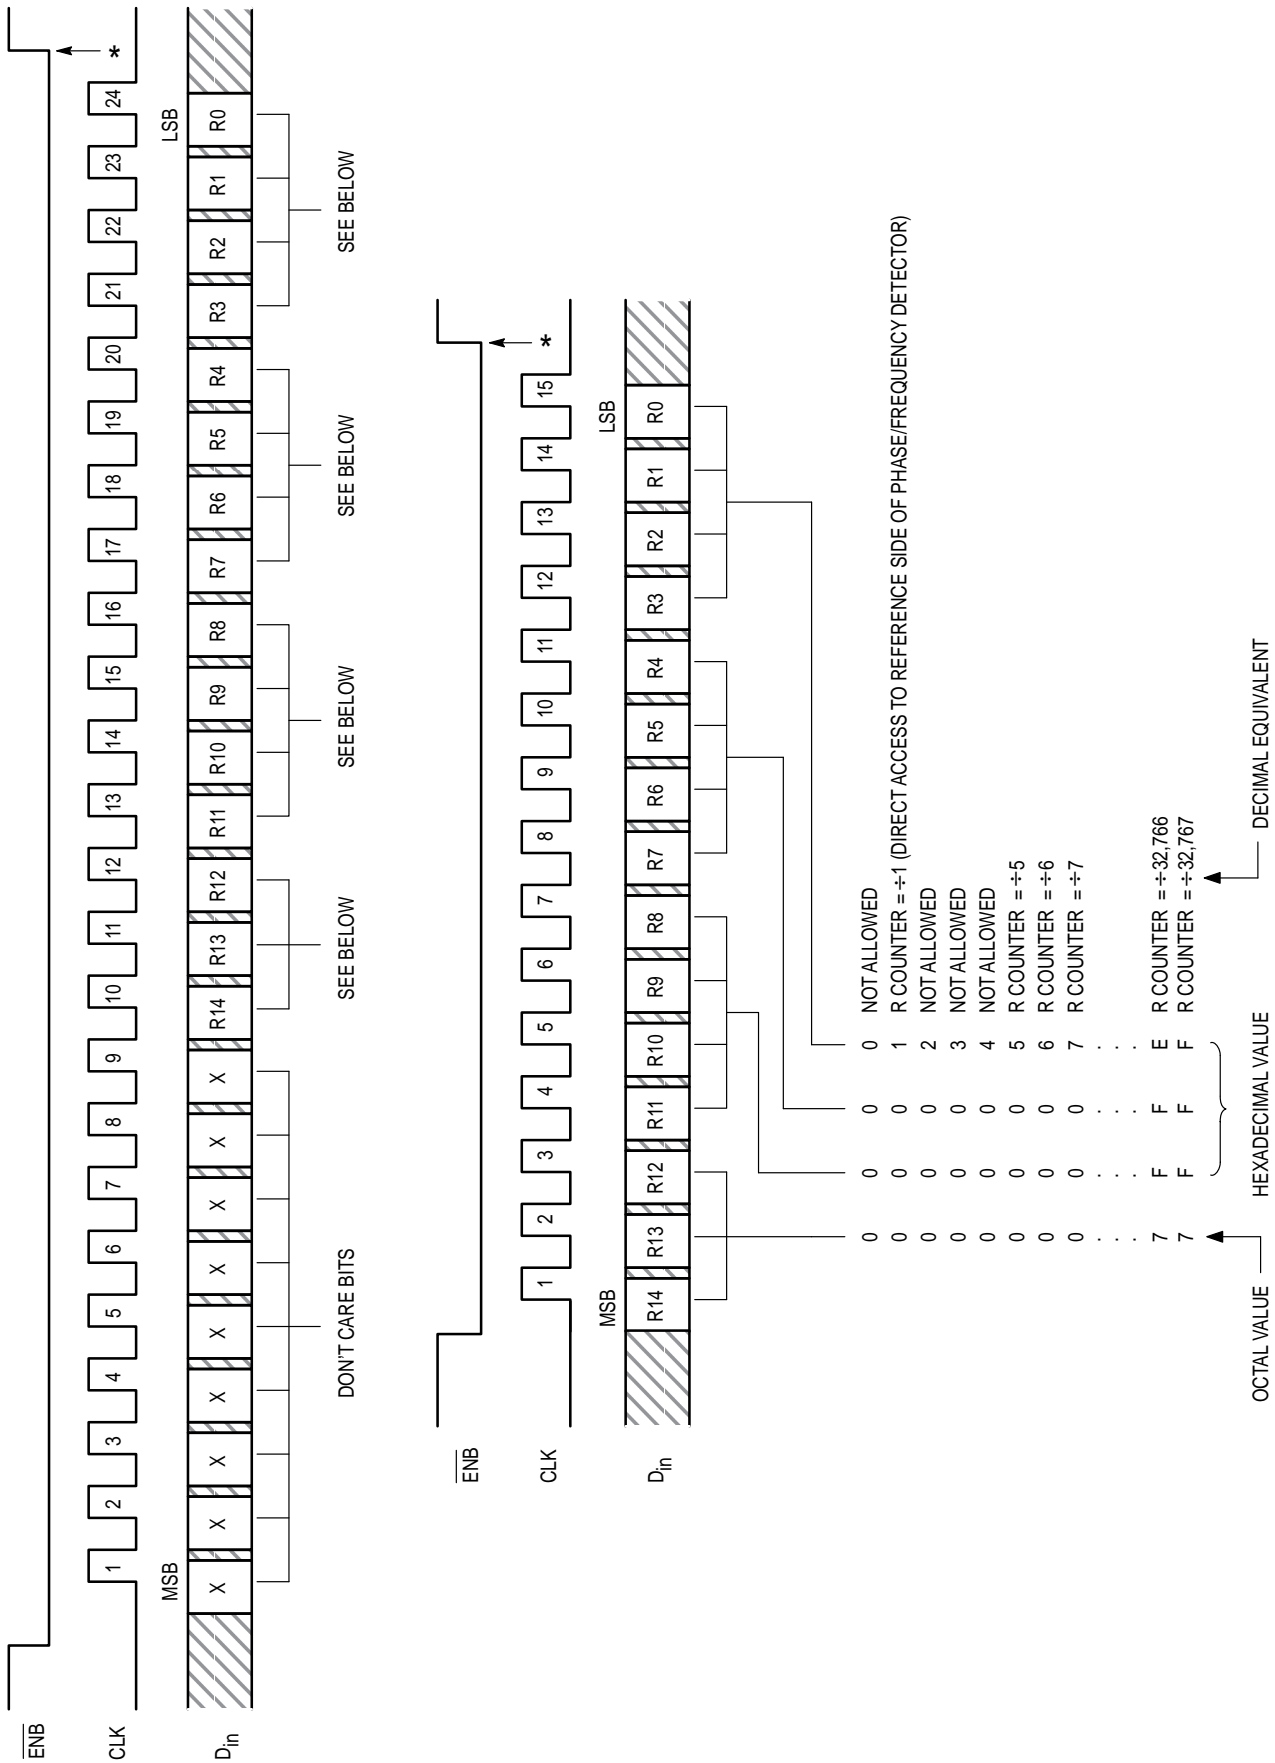 ENB
CLK
1 2 3 4 5 6 7 8 9 10 11 12 13 14 15 16 17 18 19 20 21 22 23 24 *
MSB LSB
Din
X X X X X X X X X R14 R13 R12 R11 R10 R9 R8 R7 R6 R5 R4 R3 R2 R1 R0
DON'T CARE BITS SEE BELOW SEE BELOW SEE BELOW SEE BELOW
ENB
CLK
1 2 3 4 5 6 7 8 9 10 11 12 13 14 15 *
MSB LSB
Din
R14 R13 R12 R11 R10 R9 R8 R7 R6 R5 R4 R3 R2 R1 R0
0 0 0 0 NOT ALLOWED
0 0 0 1 R COUNTER = ÷1 (DIRECT ACCESS TO REFERENCE SIDE OF PHASE/FREQUENCY DETECTOR)
0 0 0 2 NOT ALLOWED
0 0 0 3 NOT ALLOWED
0 0 0 4 NOT ALLOWED
0 0 0 5 R COUNTER = ÷5
0 0 0 6 R COUNTER = ÷6
0 0 0 7 R COUNTER = ÷7
. . . .
. . . .
. . . .
7 F F E R COUNTER = ÷32,766
7 F F F R COUNTER = ÷32,767
OCTAL VALUE HEXADECIMAL VALUE DECIMAL EQUIVALENT